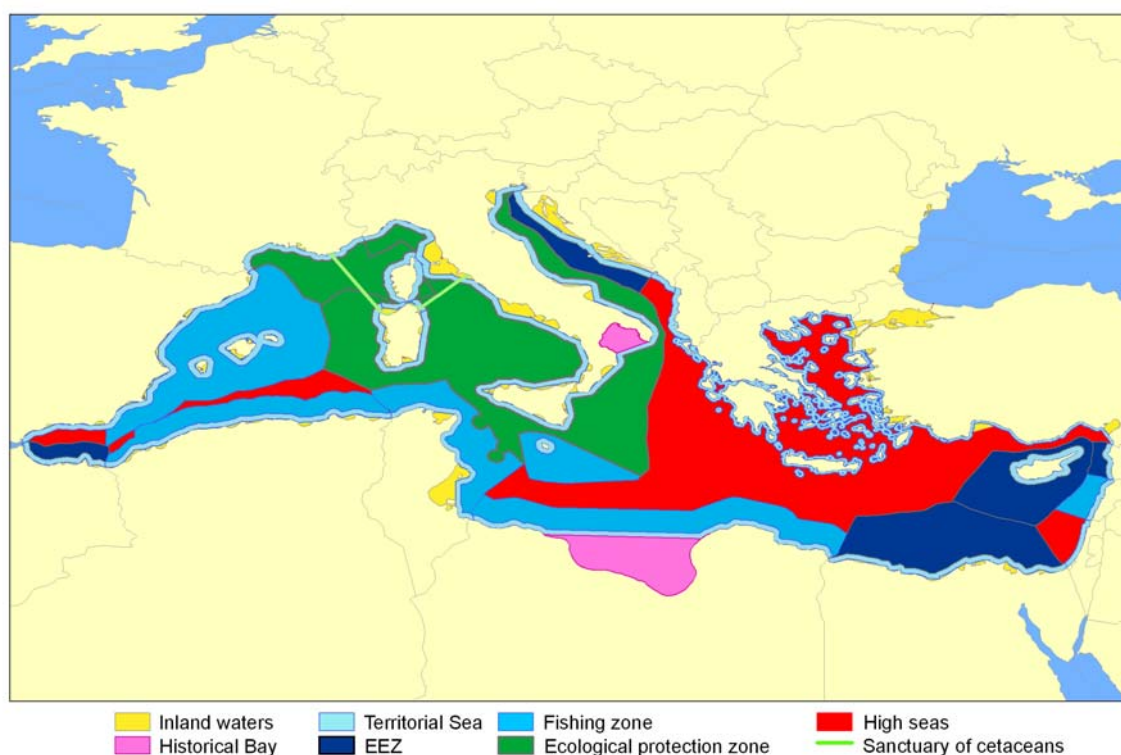 Inland waters Territorial Sea Fishing zone High seas
Historical Bay EEZ Ecological protection zone Sanctuary of cetaceans